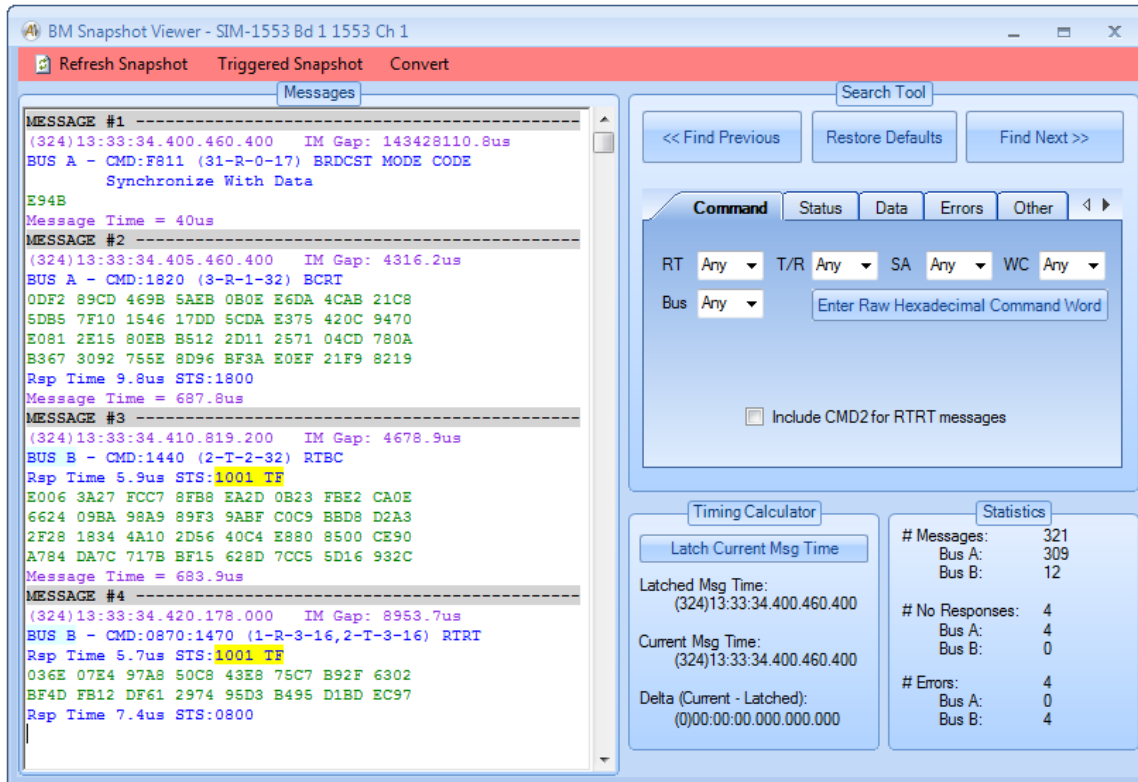 BM Snapshot Viewer - SIM-1553 Bd 1 1553 Ch 1
Refresh Snapshot Triggered Snapshot Convert
Messages
MESSAGE #1 ---------------------------------------------
(324)13:33:34.400.460.400 IM Gap: 143428110.8us
BUS A - CMD:F811 (31-R-0-17) BRDCST MODE CODE
Synchronize With Data
E94B
Message Time = 40us
MESSAGE #2 ---------------------------------------------
(324)13:33:34.405.460.400 IM Gap: 4316.2us
BUS A - CMD:1820 (3-R-1-32) BCRT
0DF2 89CD 469B 5AEB 0B0E E6DA 4CAB 21C8
5DB5 7F10 1546 17DD 5CDA E375 420C 9470
E081 2E15 80EB B512 2D11 2571 04CD 780A
B367 3092 755E 8D96 BF3A E0EF 21F9 8219
Rsp Time 9.8us STS:1800
Message Time = 687.8us
MESSAGE #3 ---------------------------------------------
(324)13:33:34.410.819.200 IM Gap: 4678.9us
BUS B - CMD:1440 (2-T-2-32) RTBC
Rsp Time 5.9us STS:1001 TF
E006 3A27 FCC7 8FB8 EA2D 0B23 FBE2 CA0E
6624 09BA 98A9 89F3 9ABF C0C9 BBD8 D2A3
2F28 1834 4A10 2D56 40C4 E880 8500 CE90
A784 DA7C 717B BF15 628D 7CC5 5D16 932C
Message Time = 683.9us
MESSAGE #4 ---------------------------------------------
(324)13:33:34.420.178.000 IM Gap: 8953.7us
BUS B - CMD:0870:1470 (1-R-3-16,2-T-3-16) RTRT
Rsp Time 5.7us STS:1001 TF
036E 07E4 97A8 50C8 43E8 75C7 B92F 6302
BF4D FB12 DF61 2974 95D3 B495 D1BD EC97
Rsp Time 7.4us STS:0800
Search Tool
<< Find Previous Restore Defaults Find Next >>
Command Status Data Errors Other
RT Any T/R Any SA Any WC Any
Bus Any Enter Raw Hexadecimal Command Word
Include CMD2 for RTRT messages
Timing Calculator
Latch Current Msg Time
Latched Msg Time:
(324)13:33:34.400.460.400
Current Msg Time:
(324)13:33:34.400.460.400
Delta (Current - Latched):
(0)00:00:00.000.000.000
Statistics
# Messages: 321
Bus A: 309
Bus B: 12
# No Responses: 4
Bus A: 4
Bus B: 0
# Errors: 4
Bus A: 0
Bus B: 4